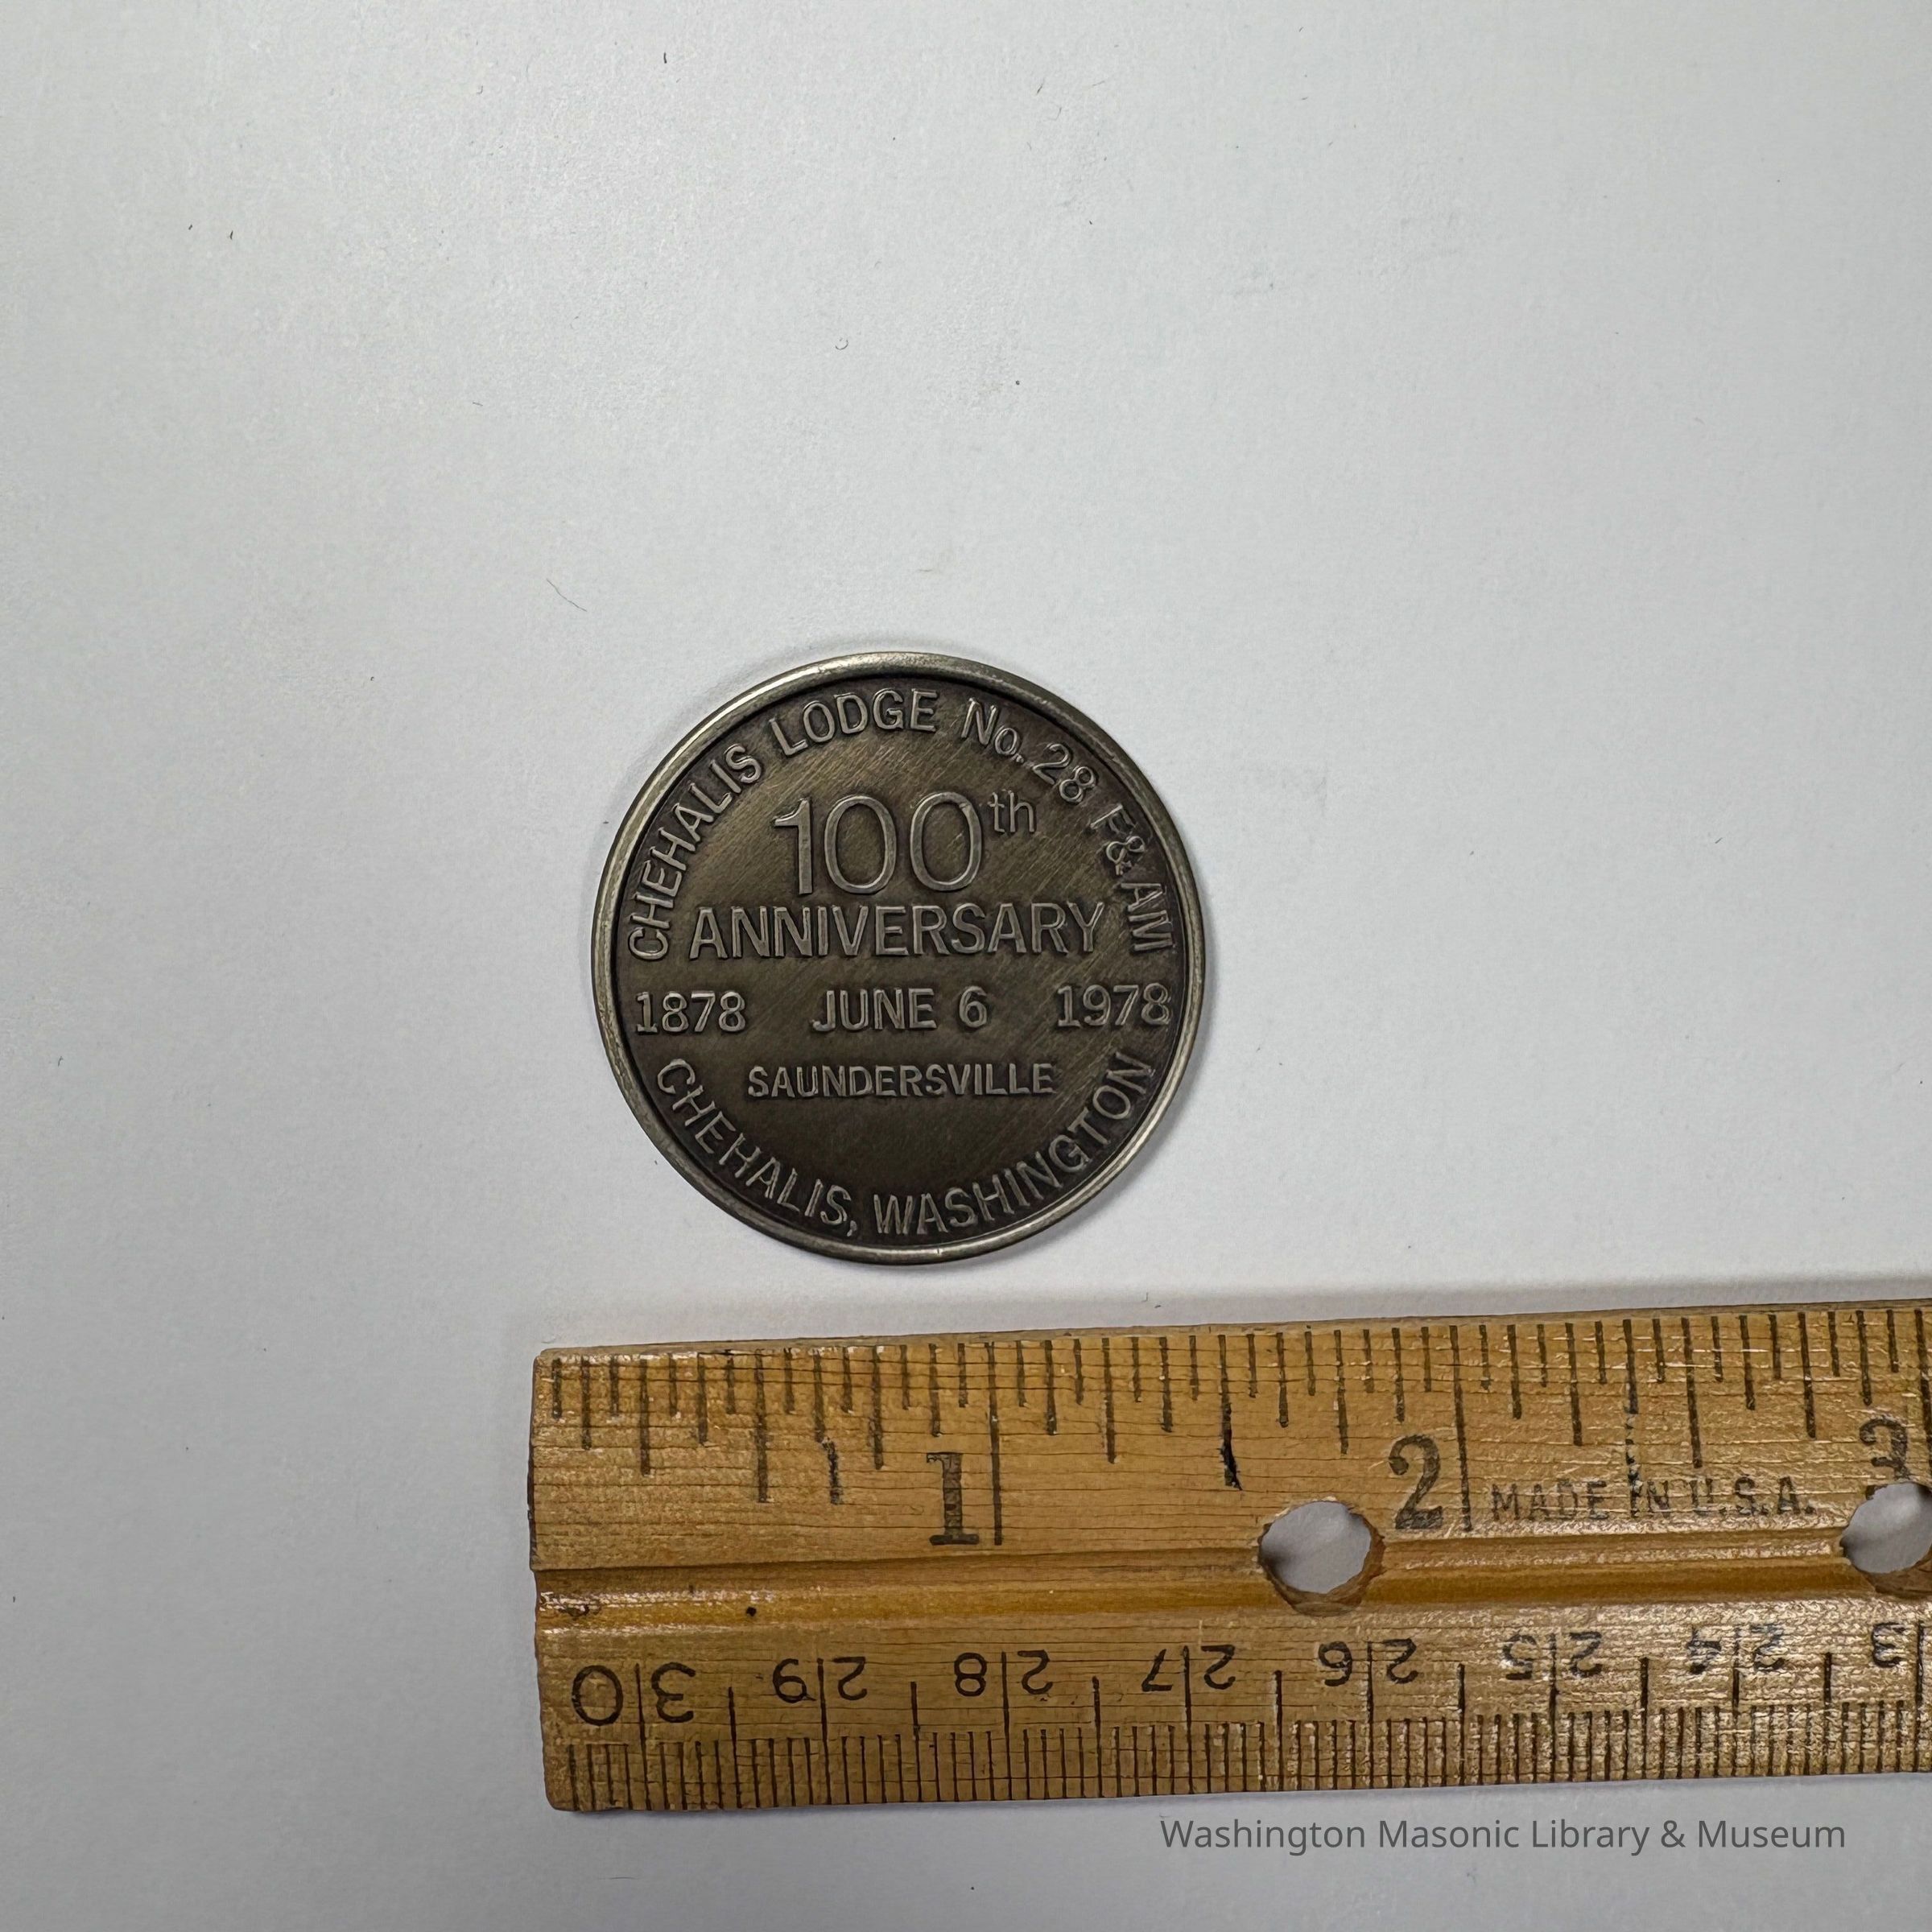 CHEHALIS LODGE No. 28 F&AM
100th
ANNIVERSARY
1878 JUNE 6 1978
SAUNDERSVILLE
CHEHALIS, WASHINGTON
1 2 3
MADE IN U.S.A.
30 29 28 27 26 25 24
Washington Masonic Library & Museum